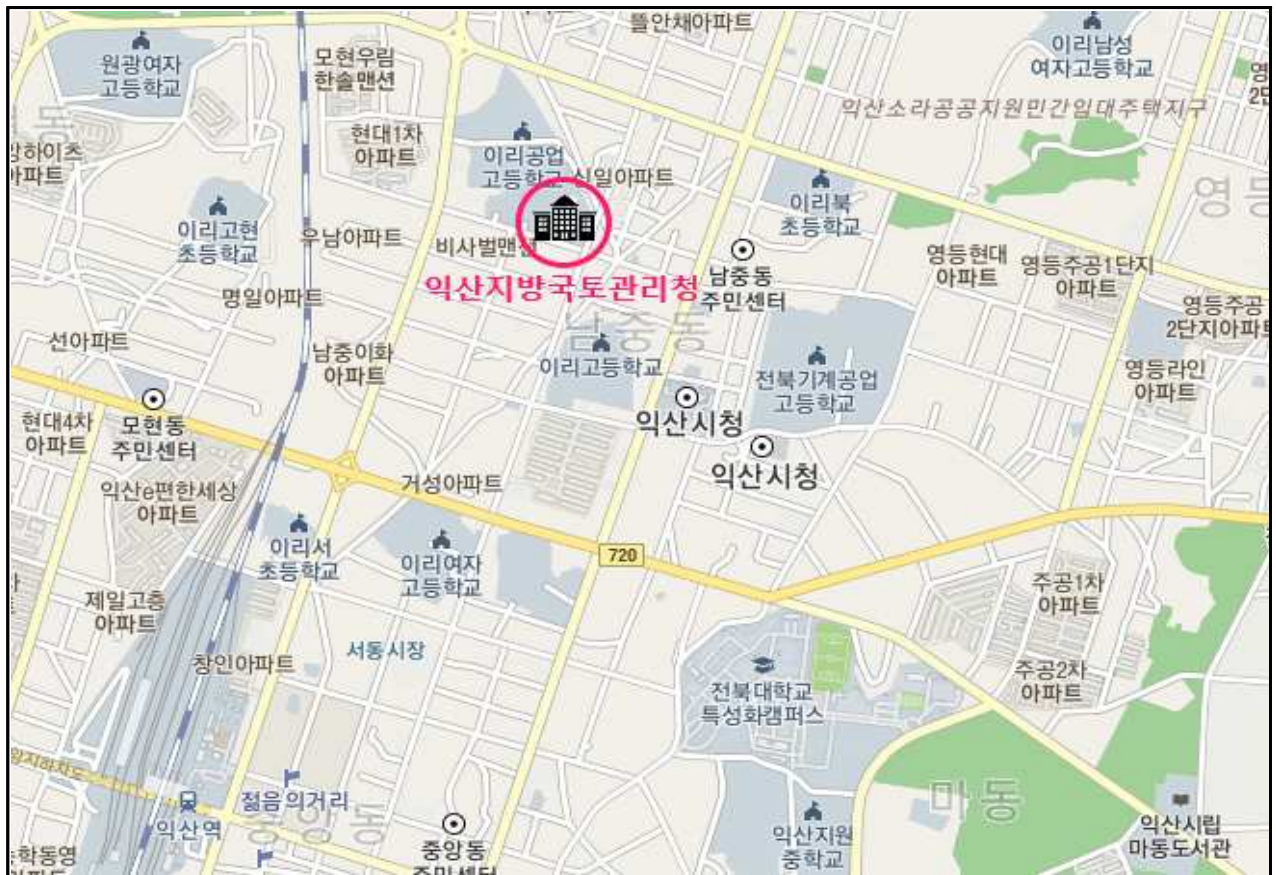 뜰안채아파트
원광여자
고등학교
모현우림
한솔맨션
이리남성
여자고등학교
영
익산소라공공지원민간임대주택지구
현대1차
아파트
이리공업
고등학교
신일아파트
이리고현
초등학교
우남아파트
비사벌맨션
이리북
초등학교
영등
남중동
주민센터
영등현대
아파트
영등주공1단지
아파트
익산지방국토관리청
명일아파트
영등주공
2단지아파트
남중동
선아파트
남중이화
아파트
이리고등학교
전북기계공업
고등학교
영등라인
아파트
현대4차
아파트
모현동
주민센터
익산시청
익산시청
익산e편한세상
아파트
거성아파트
이리서
초등학교
이리여자
고등학교
720
제일고층
아파트
주공1차
아파트
서동시장
창인아파트
전북대학교
특성화캠퍼스
주공2차
아파트
젊음의거리
익산역
중앙동
중앙동
주민센터
마동
익산지원
중학교
익산시립
마동도서관